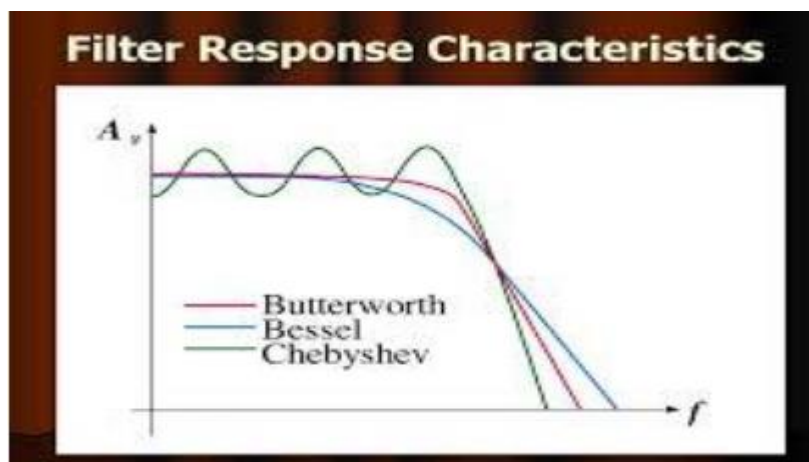 Filter Response Characteristics
A v
Butterworth
Bessel
Chebyshev
f